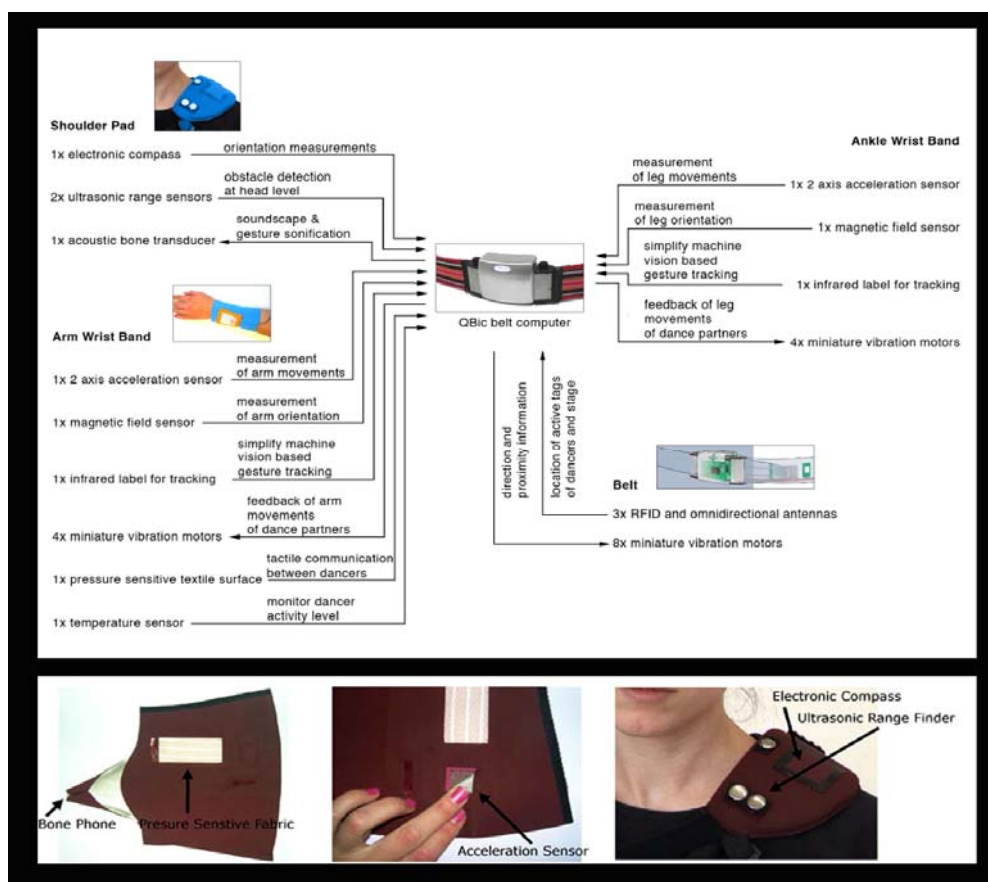 Shoulder Pad
1x electronic compass
orientation measurements
2x ultrasonic range sensors
obstacle detection
at head level
1x acoustic bone transducer
soundscape &
gesture sonification
Arm Wrist Band
1x 2 axis acceleration sensor
measurement
of arm movements
1x magnetic field sensor
measurement
of arm orientation
1x infrared label for tracking
simplify machine
vision based
gesture tracking
4x miniature vibration motors
feedback of arm
movements
of dance partners
1x pressure sensitive textile surface
tactile communication
between dancers
1x temperature sensor
monitor dancer
activity level
QBic belt computer
Ankle Wrist Band
measurement
of leg movements
1x 2 axis acceleration sensor
measurement
of leg orientation
1x magnetic field sensor
simplify machine
vision based
gesture tracking
1x infrared label for tracking
feedback of leg
movements
of dance partners
4x miniature vibration motors
direction and
proximity information
location of active tags
of dancers and stage
Belt
3x RFID and omnidirectional antennas
8x miniature vibration motors
Bone Phone
Presure Senstive Fabric
Acceleration Sensor
Electronic Compass
Ultrasonic Range Finder